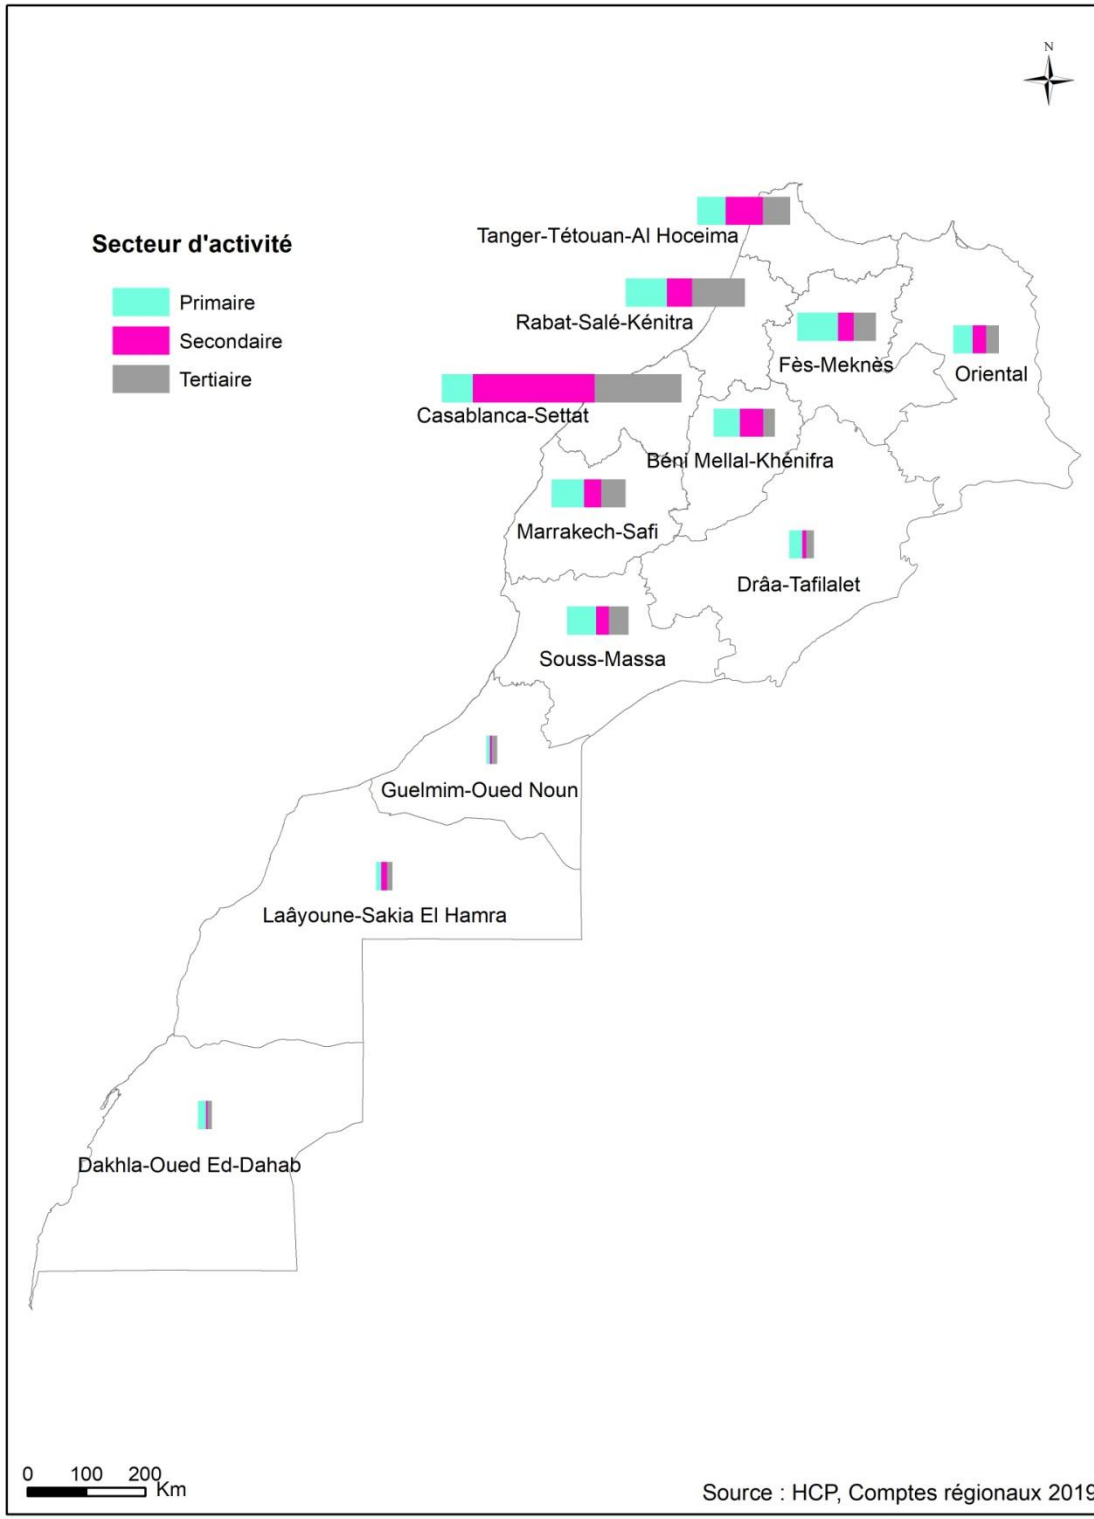 N
Tanger-Tétouan-Al Hoceima
Secteur d'activité
Primaire
Secondaire
Tertiaire
Rabat-Salé-Kénitra
Fès-Meknès
Oriental
Casablanca-Settat
Béni Mellal-Khénifra
Marrakech-Safi
Drâa-Tafilalet
Souss-Massa
Guelmim-Oued Noun
Laâyoune-Sakia El Hamra
Dakhla-Oued Ed-Dahab
0 100 200
Km
Source : HCP, Comptes régionaux 2019